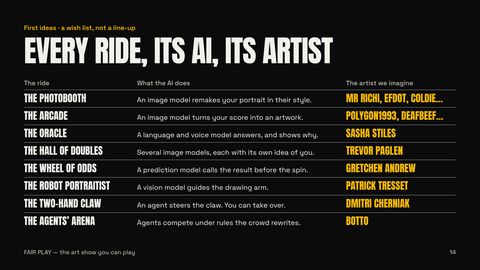 First ideas · a wish list, not a line-up
EVERY RIDE, ITS AI, ITS ARTIST
The ride What the AI does The artist we imagine
THE PHOTOBOOTH An image model remakes your portrait in their style. MR RICHI, EFDOT, COLDIE...
THE ARCADE An image model turns your score into an artwork. POLYGON1993, DEAFBEEF...
THE ORACLE A language and voice model answers, and shows why. SASHA STILES
THE HALL OF DOUBLES Several image models, each with its own idea of you. TREVOR PAGLEN
THE WHEEL OF ODDS A prediction model calls the result before the spin. GRETCHEN ANDREW
THE ROBOT PORTRAITIST A vision model guides the drawing arm. PATRICK TRESSET
THE TWO-HAND CLAW An agent steers the claw. You can take over. DMITRI CHERNIAK
THE AGENTS' ARENA Agents compete under rules the crowd rewrites. BOTTO
FAIR PLAY — the art show you can play 14